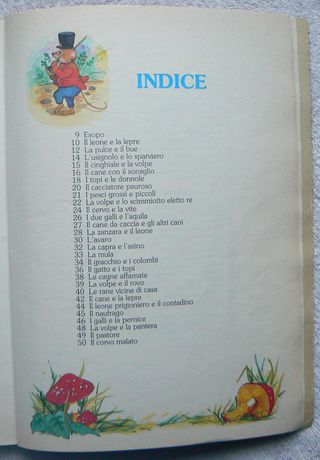 INDICE
9 Esopo
10 Il leone e la lepre
12 La pulce e il bue
14 L'usignolo e lo sparviero
15 Il cinghiale e la volpe
16 Il cane con il sonaglio
18 I topi e le donnole
20 Il cacciatore pauroso
21 I pesci grossi e piccoli
22 La volpe e lo scimmiotto eletto re
24 Il cervo e la vite
26 I due galli e l'aquila
27 Il cane da caccia e gli altri cani
28 La zanzara e il leone
30 L'avaro
32 La capra e l'asino
33 La mula
34 Il gracchio e i colombi
36 Il gatto e i topi
38 Le cagne affamate
39 La volpe e il rovo
40 Le rane vicine di casa
42 Il cane e la lepre
44 Il leone prigioniero e il contadino
45 Il naufrago
46 I galli e la pernice
48 La volpe e la pantera
49 Il pastore
50 Il corvo malato